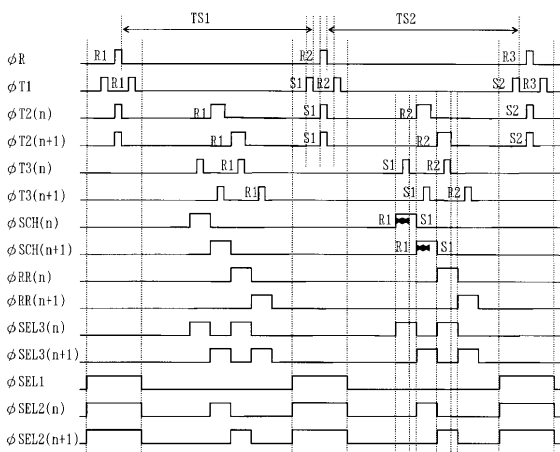 TS1 TS2
φR R1 R2 R3
φT1 R1 S1 R2 S2 R3
φT2(n) R1 S1 R2 S2
φT2(n+1) R1 S1 R2 S2
φT3(n) R1 S1 R2
φT3(n+1) R1 S1 R2
φSCH(n) R1 S1
φSCH(n+1) R1 S1
φRR(n)
φRR(n+1)
φSEL3(n)
φSEL3(n+1)
φSEL1
φSEL2(n)
φSEL2(n+1)